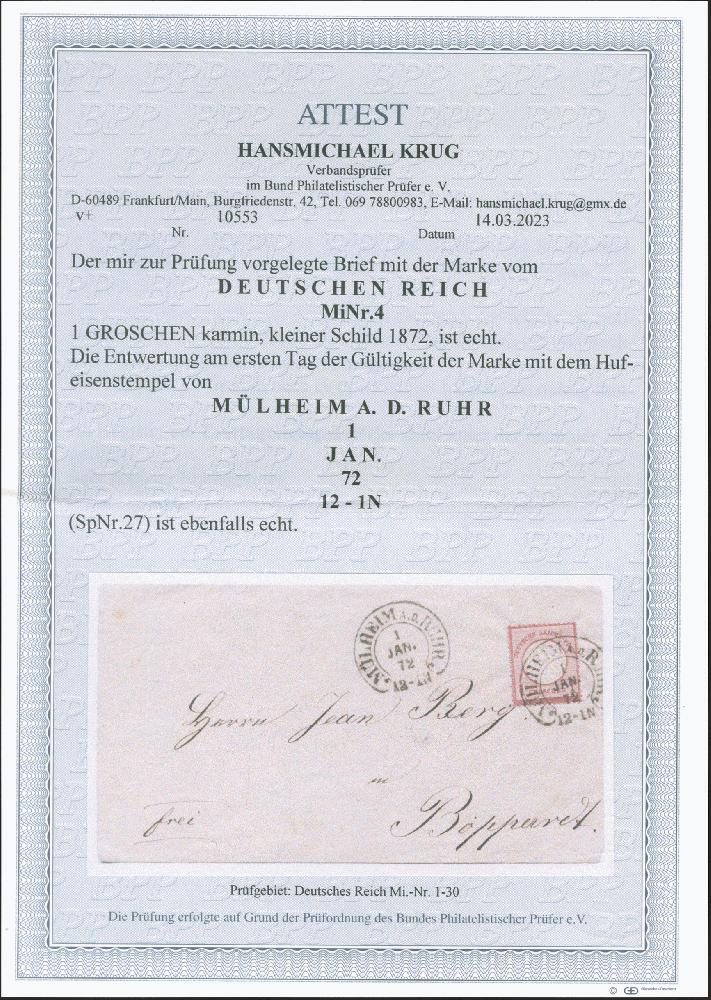 ATTEST
HANSMICHAEL KRUG
Verbandsprüfer
im Bund Philatelistischer Prüfer e. V.
D-60489 Frankfurt/Main, Burgfriedenstr. 42, Tel. 069 78800983, E-Mail: hansmichael.krug@gmx.de
v+ 10553 14.03.2023
Nr. Datum
Der mir zur Prüfung vorgelegte Brief mit der Marke vom
DEUTSCHEN REICH
MiNr.4
1 GROSCHEN karmin, kleiner Schild 1872, ist echt.
Die Entwertung am ersten Tag der Gültigkeit der Marke mit dem Huf-
eisenstempel von
MÜLHEIM A. D. RUHR
1
JAN.
72
12 - 1N
(SpNr.27) ist ebenfalls echt.
MÜLHEIM A.D. RUHR
1
JAN.
72
12-1N
MÜLHEIM A.D. RUHR
1
JAN.
72
12-1N
Herrn Jean Berg
in
frei
Boppard.
Prüfgebiet: Deutsches Reich Mi.-Nr. 1-30
Die Prüfung erfolgte auf Grund der Prüfordnung des Bundes Philatelistischer Prüfer e.V.